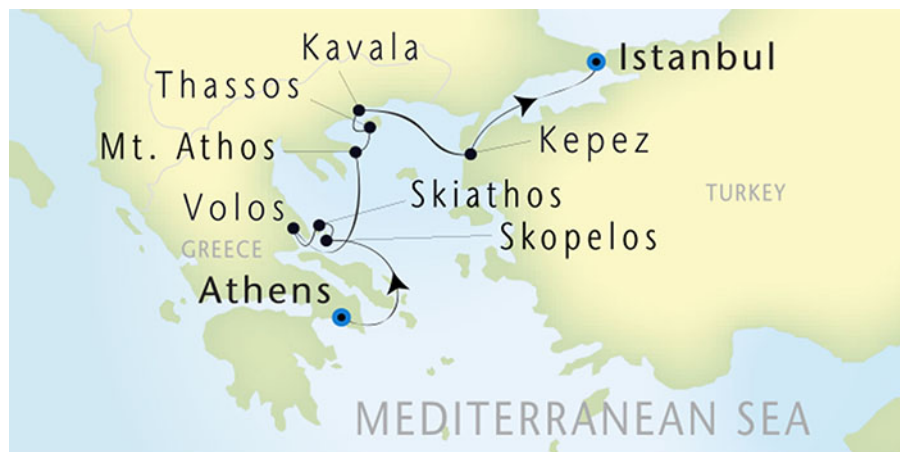 Kavala
Istanbul
Thassos
Mt. Athos
Kepez
Skiathos
TURKEY
Volos
Skopelos
GREECE
Athens
MEDITERRANEAN SEA